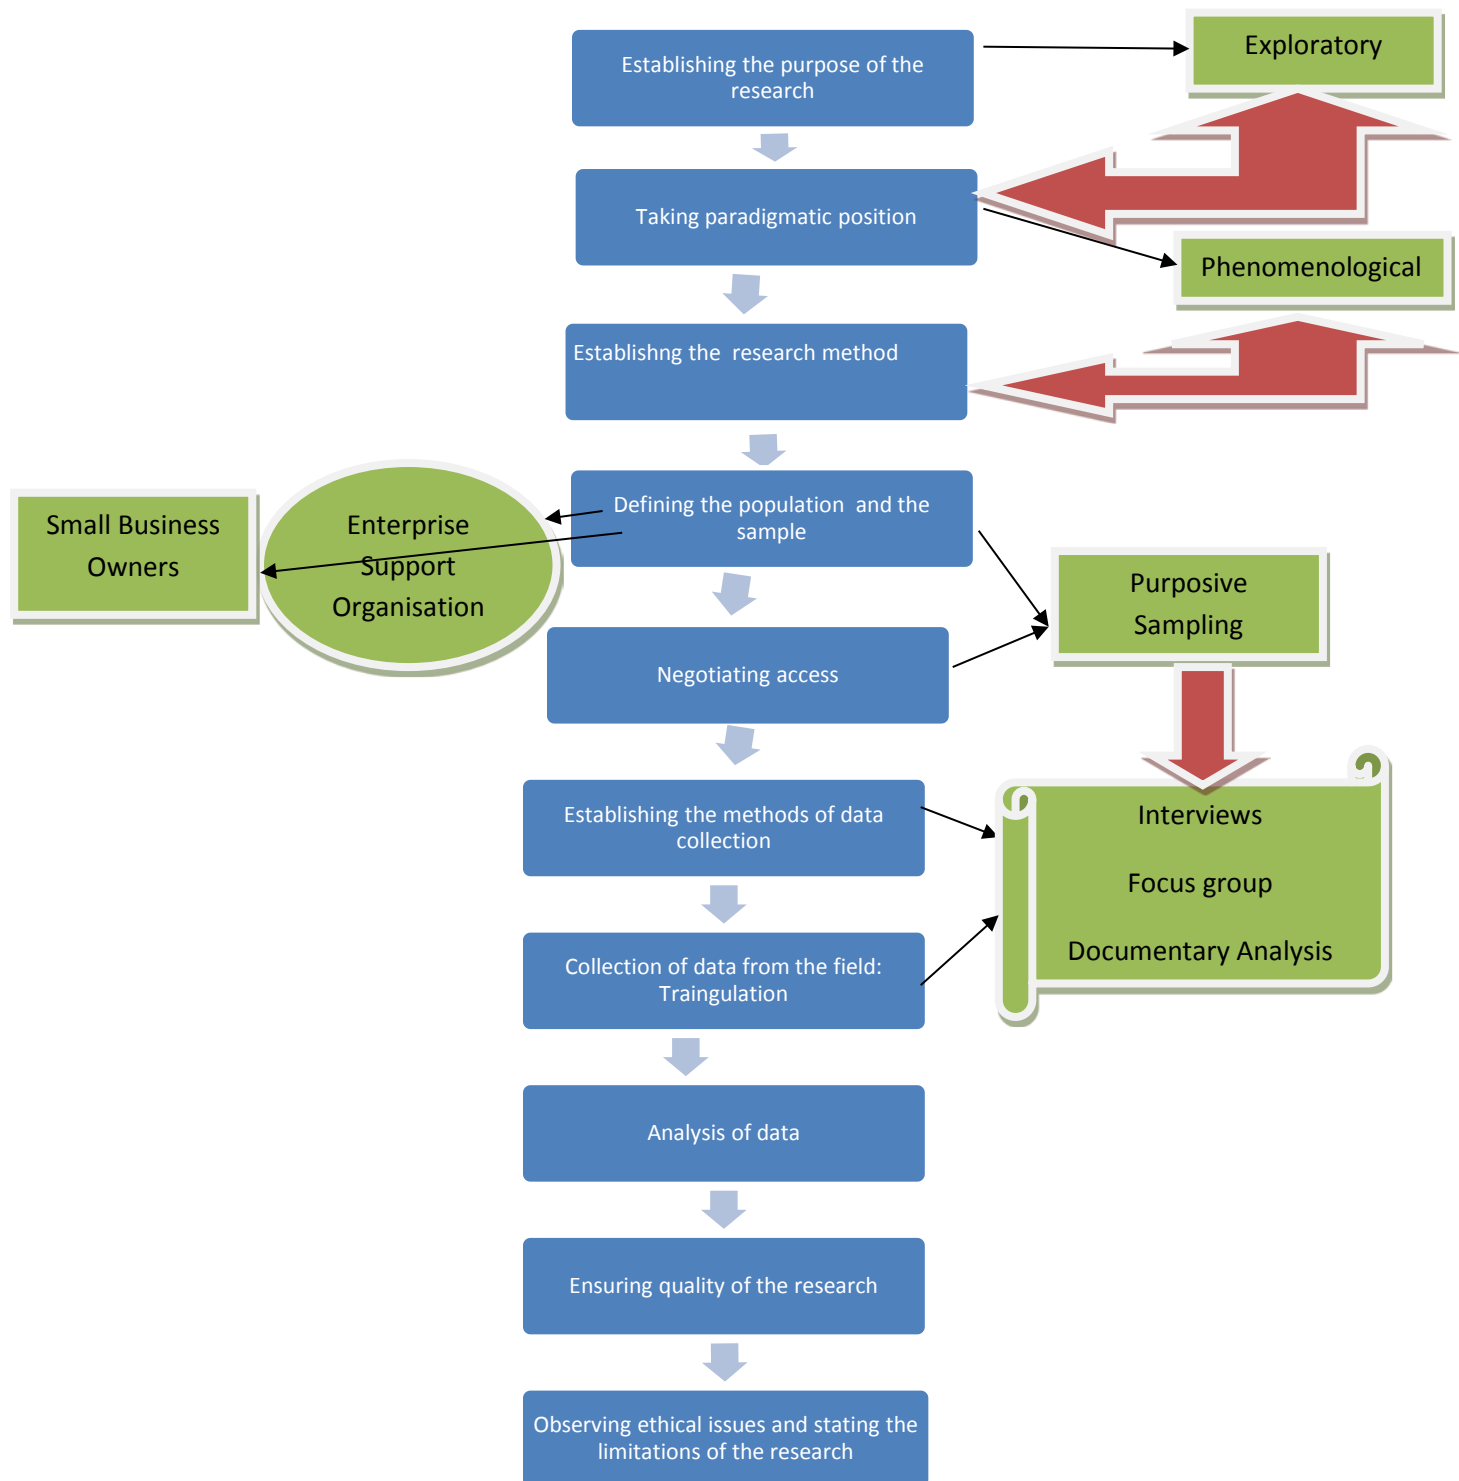 Establishing the purpose of the
research
Exploratory
Taking paradigmatic position
Phenomenological
Establishng the  research method
Small Business
Owners
Enterprise
Support
Organisation
Defining the population  and the
sample
Purposive
Sampling
Negotiating access
Establishing the methods of data
collection
Interviews
Focus group
Documentary Analysis
Collection of data from the field:
Traingulation
Analysis of data
Ensuring quality of the research
Observing ethical issues and stating the
limitations of the research